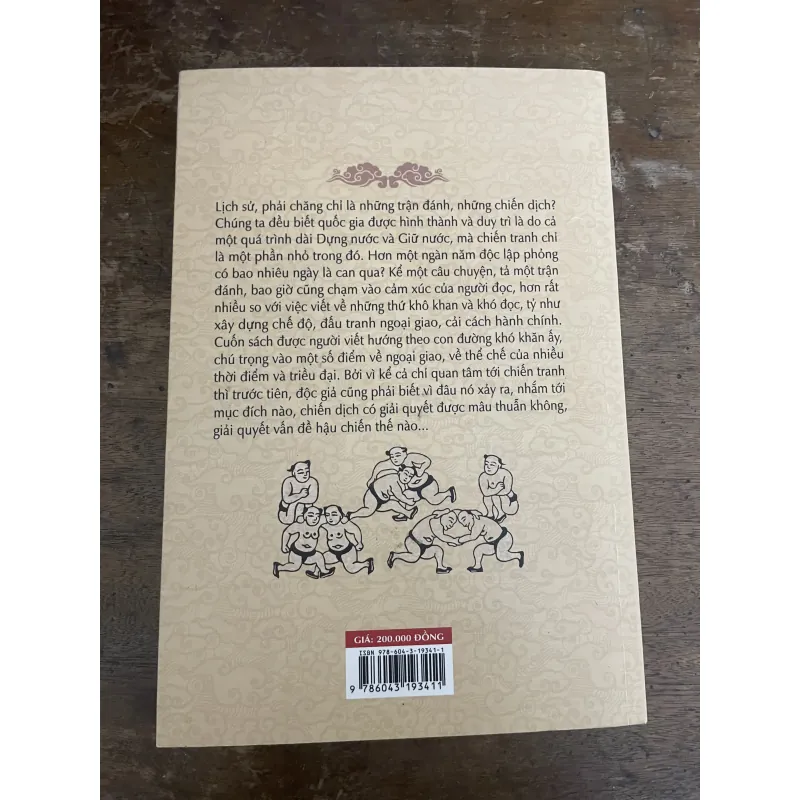 Lịch sử, phải chăng chỉ là những trận đánh, những chiến dịch?
Chúng ta đều biết quốc gia được hình thành và duy trì là do cả
một quá trình dài Dựng nước và Giữ nước, mà chiến tranh chỉ
là một phần nhỏ trong đó. Hơn một ngàn năm độc lập phỏng
có bao nhiêu ngày là can qua? Kể một câu chuyện, tả một trận
đánh, bao giờ cũng chạm vào cảm xúc của người đọc, hơn rất
nhiều so với việc viết về những thứ khô khan và khó đọc, tỷ như
xây dựng chế độ, đấu tranh ngoại giao, cải cách hành chính.
Cuốn sách được người viết hướng theo con đường khó khăn ấy,
chú trọng vào một số điểm về ngoại giao, về thể chế của nhiều
thời điểm và triều đại. Bởi vì kể cả chỉ quan tâm tới chiến tranh
thì trước tiên, độc giả cũng phải biết vì đâu nó xảy ra, nhắm tới
mục đích nào, chiến dịch có giải quyết được mâu thuẫn không,
giải quyết vấn đề hậu chiến thế nào...
GIÁ: 200.000 ĐỒNG
ISBN 978-604-3-19341-1
9 786043 193411